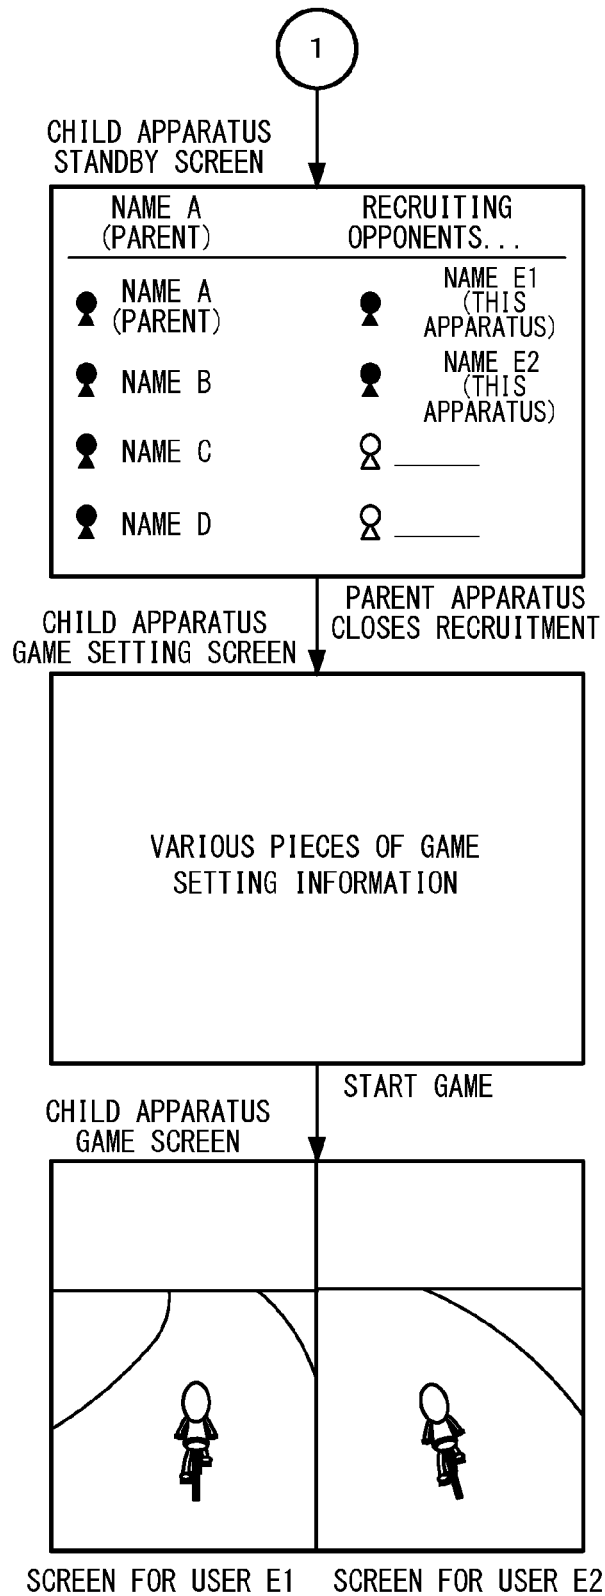 1
CHILD APPARATUS
STANDBY SCREEN
NAME A
(PARENT)
RECRUITING
OPPONENTS...
NAME A
(PARENT)
NAME E1
(THIS
APPARATUS)
NAME B
NAME E2
(THIS
APPARATUS)
NAME C
NAME D
PARENT APPARATUS
CLOSES RECRUITMENT
CHILD APPARATUS
GAME SETTING SCREEN
VARIOUS PIECES OF GAME
SETTING INFORMATION
START GAME
CHILD APPARATUS
GAME SCREEN
SCREEN FOR USER E1
SCREEN FOR USER E2